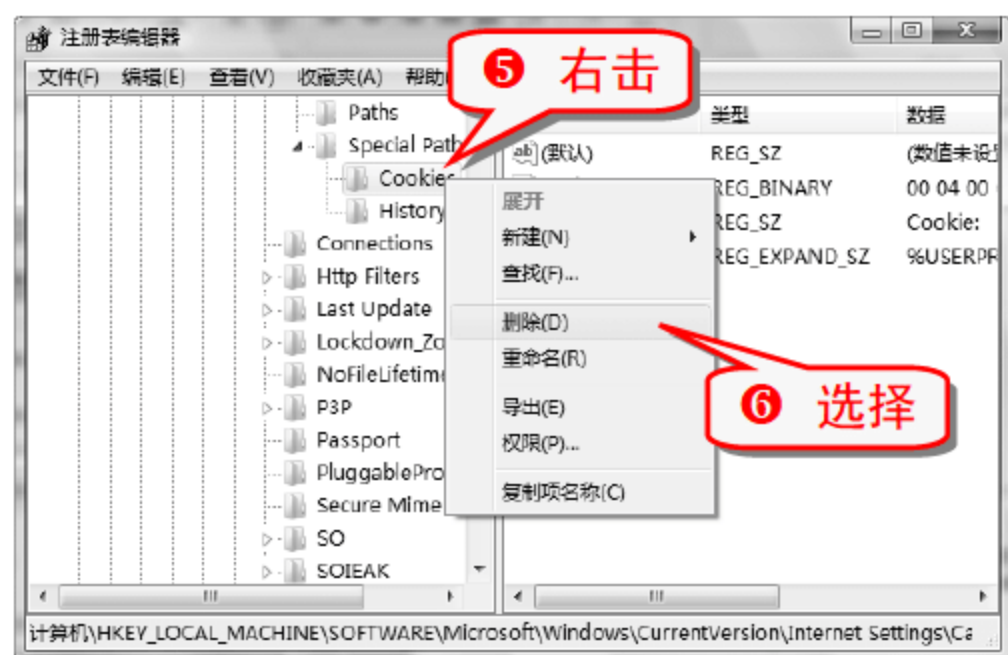 注册表编辑器
文件(F) 编辑(E) 查看(V) 收藏夹(A) 帮助
❺ 右击
类型 数据
Paths
Special Path
Cookies
History
Connections
Http Filters
Last Update
Lockdown_Zo
NoFileLifetim
P3P
Passport
PluggablePro
Secure Mime
SO
SOIEAK
(默认) REG_SZ (数值未设
REG_BINARY 00 04 00
REG_SZ Cookie:
REG_EXPAND_SZ %USERPR
展开
新建(N)
查找(F)...
删除(D)
重命名(R)
导出(E)
权限(P)...
复制项名称(C)
❻ 选择
计算机\HKEY_LOCAL_MACHINE\SOFTWARE\Microsoft\Windows\CurrentVersion\Internet Settings\Ca